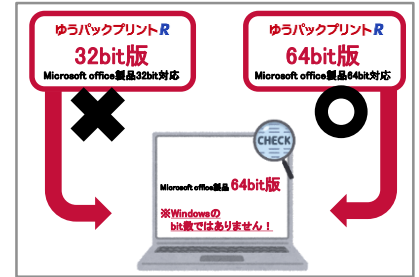 ゆうパックプリントR
32bit版
Microsoft office製品32bit対応
ゆうパックプリントR
64bit版
Microsoft office製品64bit対応
CHECK
Microsoft office製品 64bit版
※Windowsの
bit数ではありません！